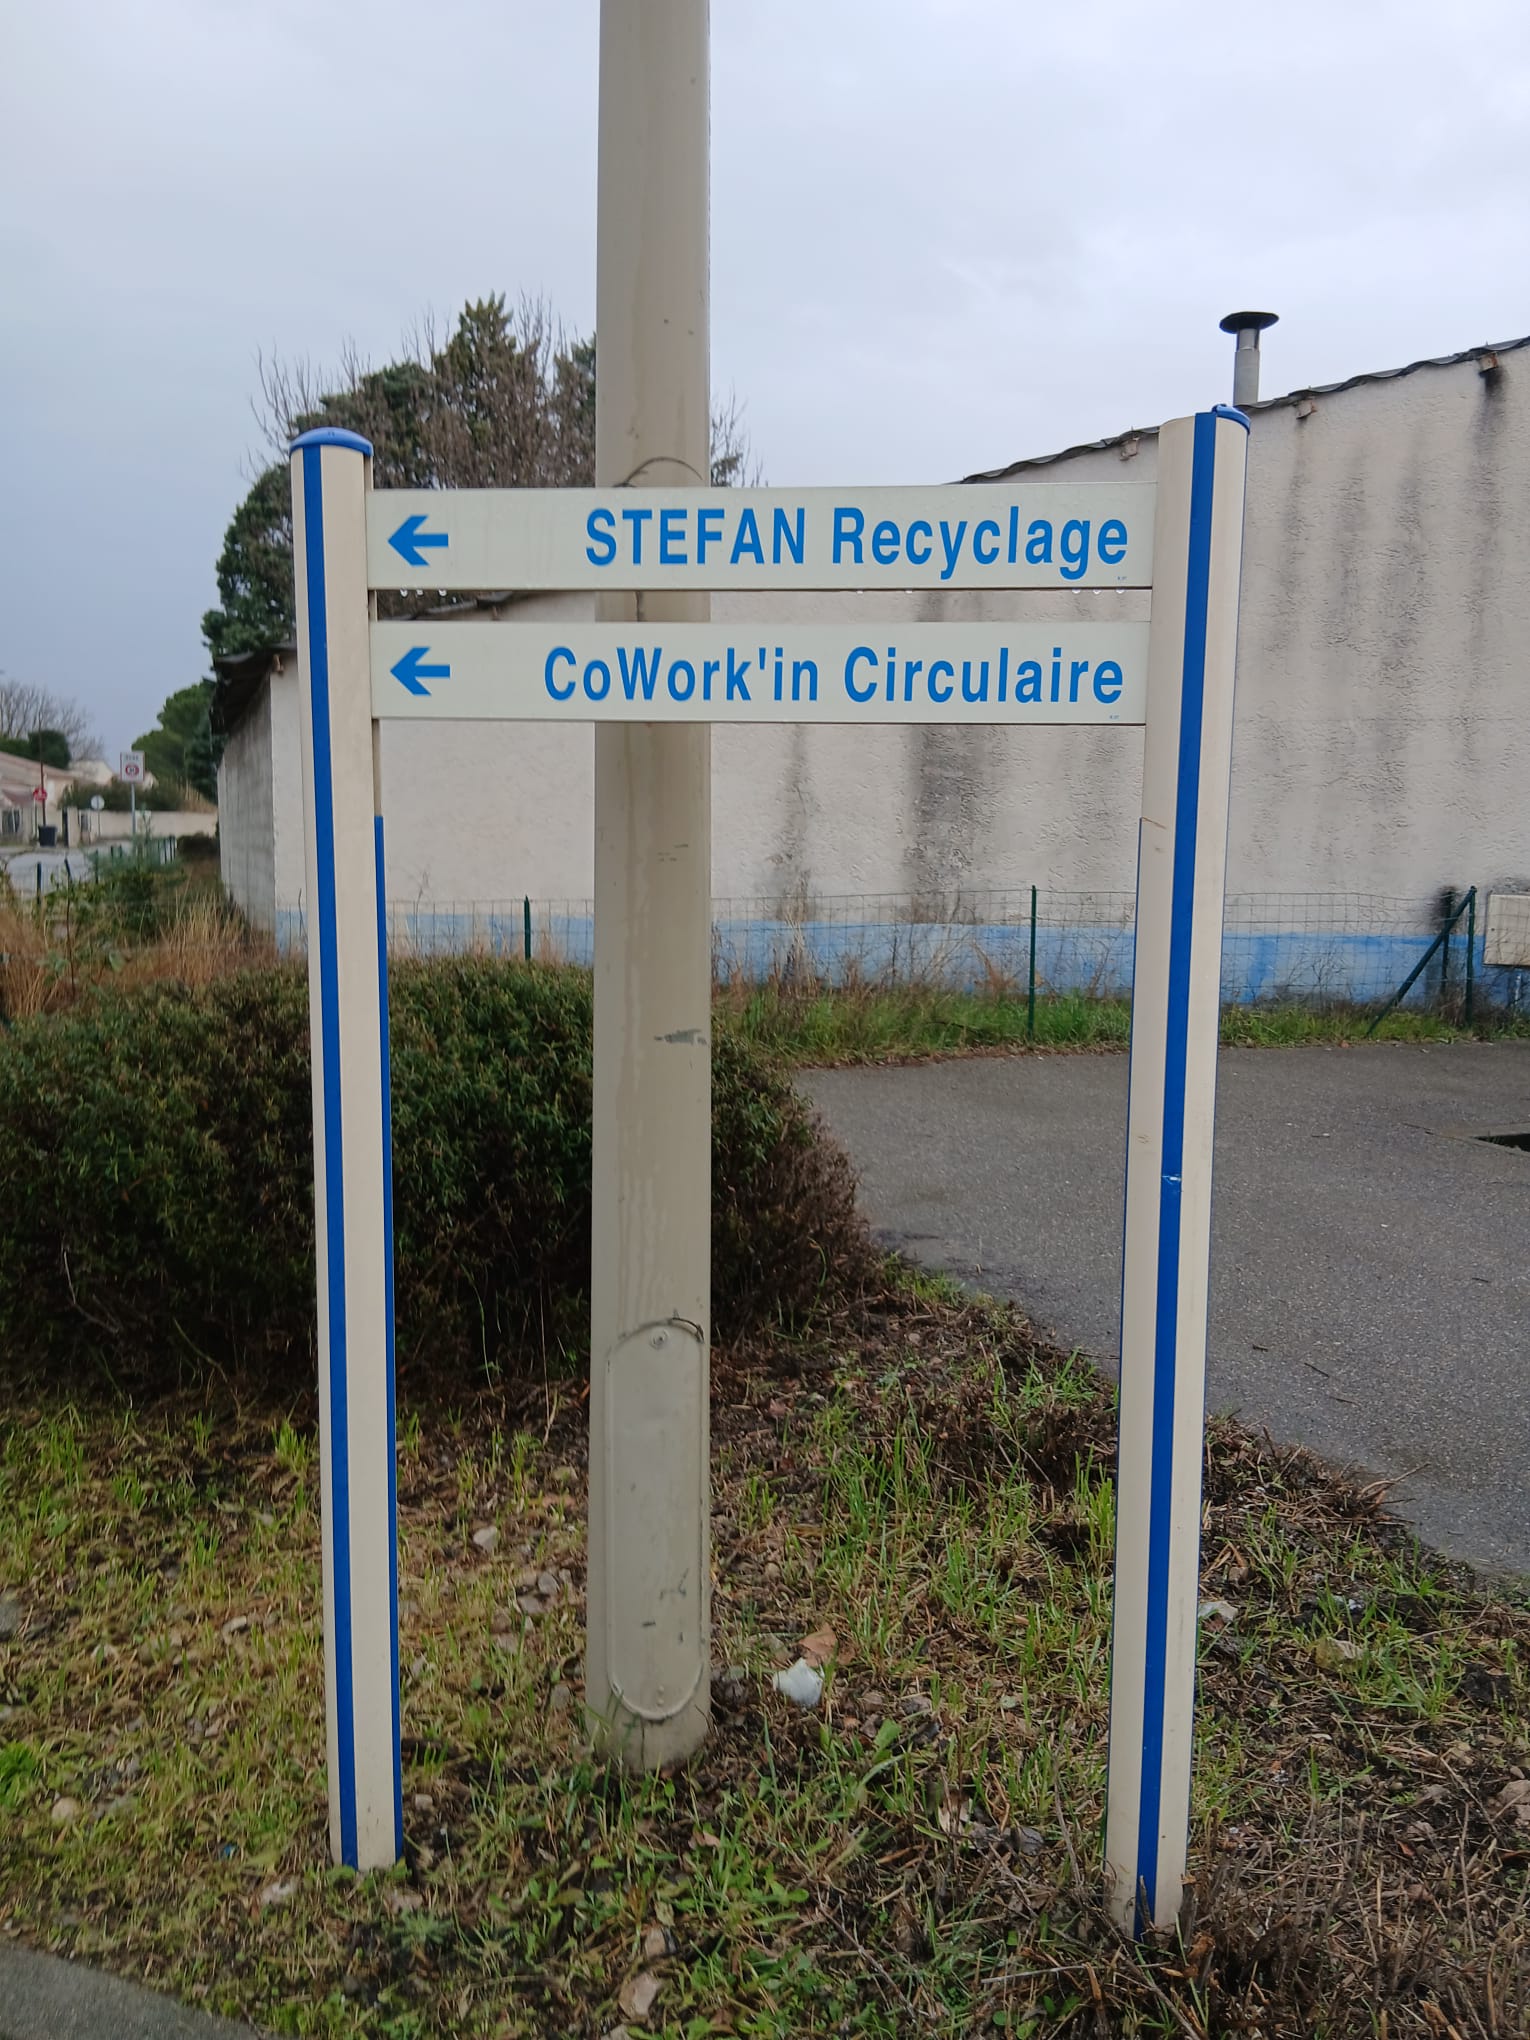 ← STEFAN Recyclage
← CoWork'in Circulaire